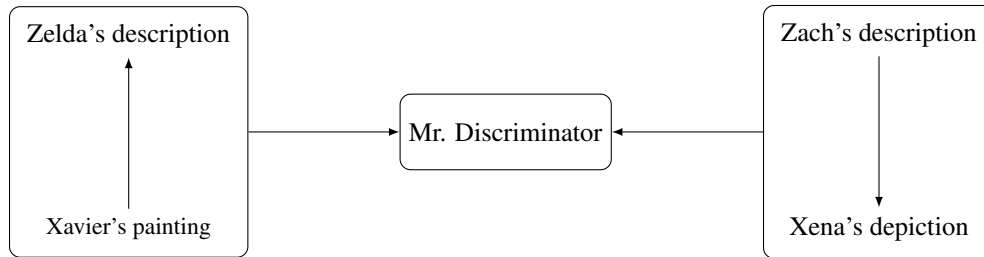 Zelda's description
Xavier's painting
Mr. Discriminator
Zach's description
Xena's depiction